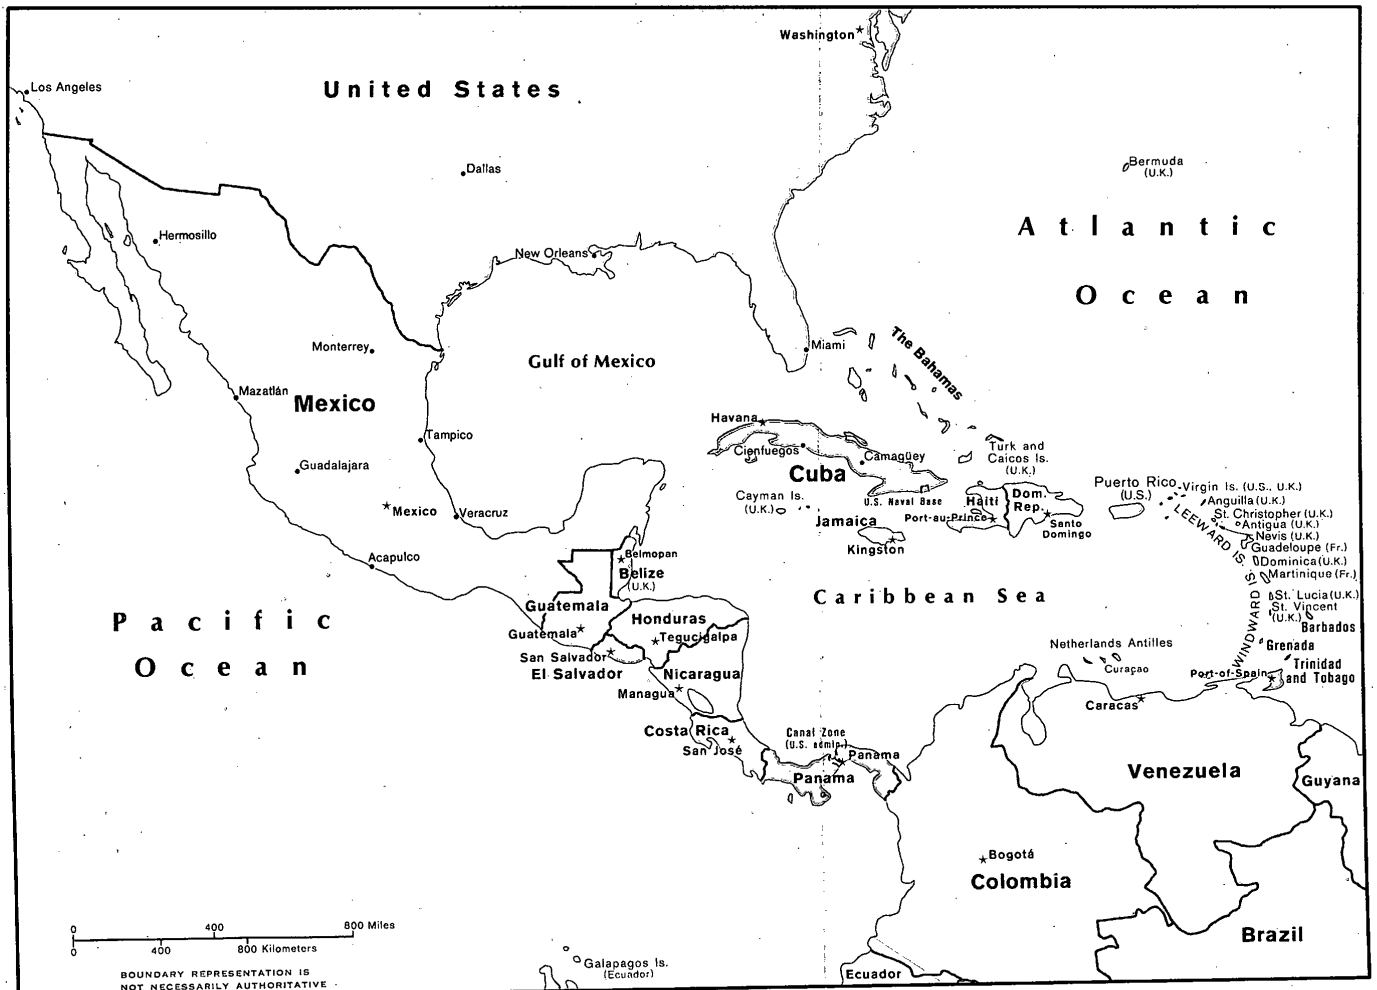 Washington
United States
Los Angeles
Dallas
Bermuda
(U.K.)
Atlantic
Ocean
Hermosillo
New Orleans
Monterrey
Gulf of Mexico
Miami
The Bahamas
Mazatlán
Mexico
Havana
Tampico
Cienfuegos
Camagüey
Cuba
Turk and
Caicos Is.
(U.K.)
Guadalajara
Mexico
Veracruz
Cayman Is.
(U.K.)
U.S. Naval Base
Haiti
Dom.
Rep.
Puerto Rico
(U.S.)
Virgin Is. (U.S., U.K.)
Anguilla (U.K.)
St. Christopher (U.K.)
Antigua (U.K.)
Nevis (U.K.)
Guadeloupe (Fr.)
Dominica (U.K.)
Martinique (Fr.)
St. Lucia (U.K.)
St. Vincent
(U.K.)
Barbados
Grenada
Trinidad
and Tobago
LEEWARD IS.
WINDWARD IS.
Jamaica
Kingston
Port-au-Prince
Santo
Domingo
Acapulco
Belmopan
Belize
(U.K.)
Caribbean Sea
Pacific
Ocean
Guatemala
Guatemala
Honduras
Tegucigalpa
San Salvador
El Salvador
Nicaragua
Managua
Netherlands Antilles
Curaçao
Port-of-Spain
Caracas
Costa Rica
San José
Canal Zone
(U.S. admin.)
Panama
Panama
Venezuela
Guyana
Bogotá
Colombia
Brazil
Ecuador
Galapagos Is.
(Ecuador)
0 400 800 Miles
0 400 800 Kilometers
BOUNDARY REPRESENTATION IS
NOT NECESSARILY AUTHORITATIVE